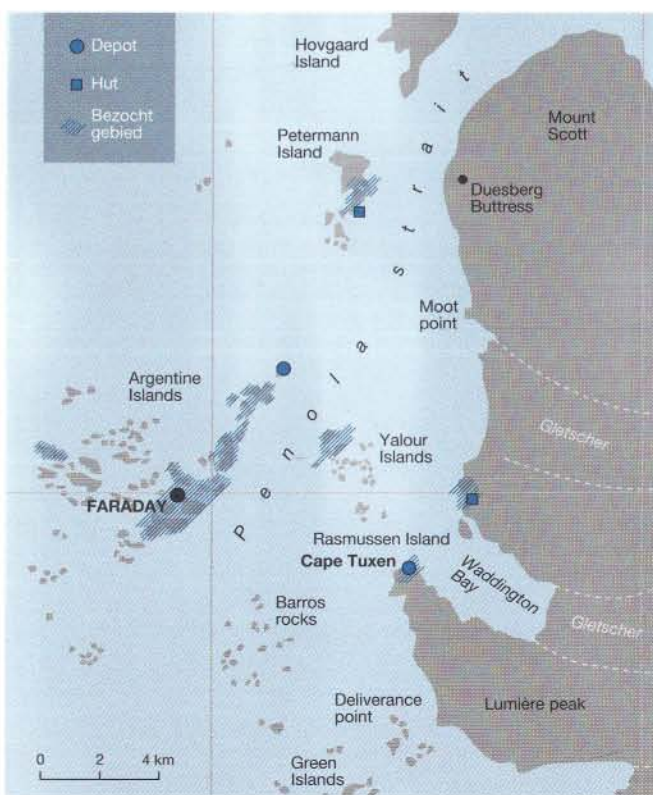 Depot
Hut
Bezocht
gebied
Hovgaard
Island
Mount
Scott
Petermann
Island
Duesberg
Buttress
Penola strait
Moot
point
Argentine
Islands
Gletscher
Yalour
Islands
FARADAY
Rasmussen Island
Cape Tuxen
Waddington
Bay
Barros
rocks
Gletscher
Deliverance
point
Lumière peak
0 2 4 km
Green
Islands